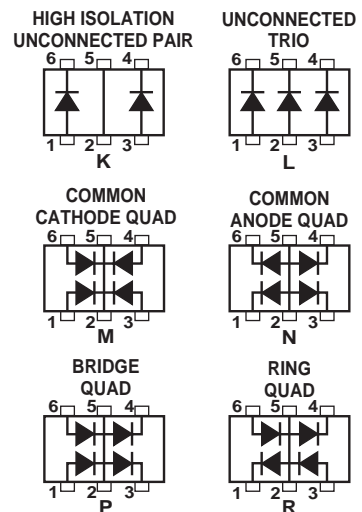 HIGH ISOLATION
UNCONNECTED PAIR
6 5 4
1 2 3
K
UNCONNECTED
TRIO
6 5 4
1 2 3
L
COMMON
CATHODE QUAD
6 5 4
1 2 3
M
COMMON
ANODE QUAD
6 5 4
1 2 3
N
BRIDGE
QUAD
6 5 4
1 2 3
P
RING
QUAD
6 5 4
1 2 3
R